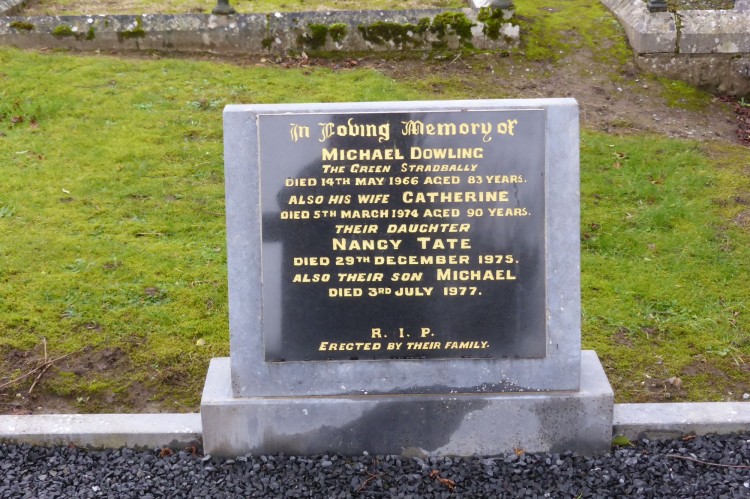 In Loving Memory of
MICHAEL DOWLING
THE GREEN STRADBALLY
DIED 14TH MAY 1966 AGED 83 YEARS.
ALSO HIS WIFE CATHERINE
DIED 5TH MARCH 1974 AGED 90 YEARS.
THEIR DAUGHTER
NANCY TATE
DIED 29TH DECEMBER 1975.
ALSO THEIR SON MICHAEL
DIED 3RD JULY 1977.
R. I. P.
ERECTED BY THEIR FAMILY.